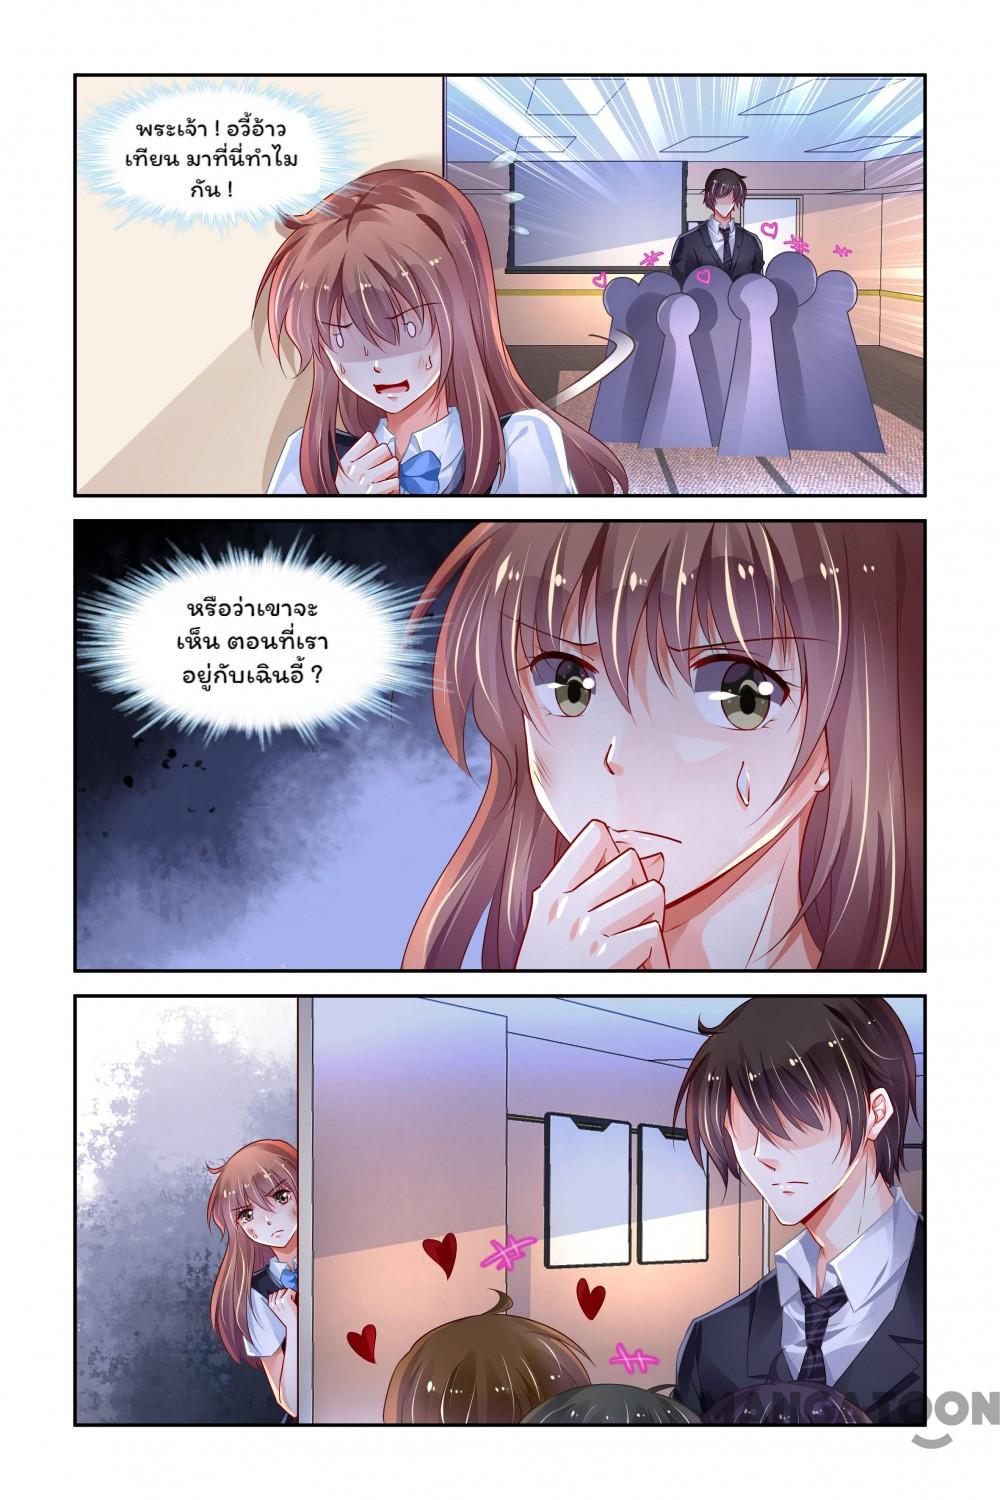 พระเจ้า ! อวี้อ้าว
เทียน มาที่นี่ทำไม
กัน !
หรือว่าเขาจะ
เห็น ตอนที่เรา
อยู่กับเฉินอี้ ?
MANGATOON